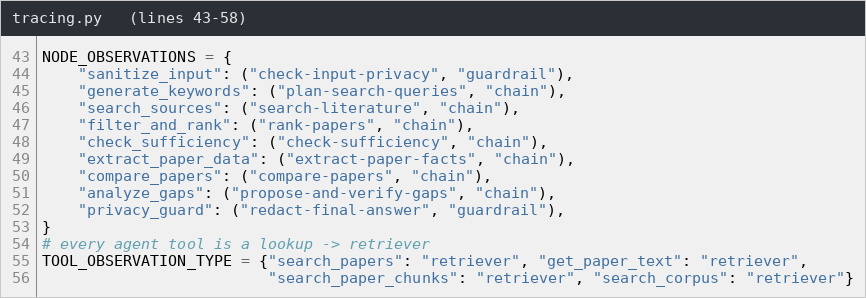 tracing.py   (lines 43-58)
43 NODE_OBSERVATIONS = {
44     "sanitize_input": ("check-input-privacy", "guardrail"),
45     "generate_keywords": ("plan-search-queries", "chain"),
46     "search_sources": ("search-literature", "chain"),
47     "filter_and_rank": ("rank-papers", "chain"),
48     "check_sufficiency": ("check-sufficiency", "chain"),
49     "extract_paper_data": ("extract-paper-facts", "chain"),
50     "compare_papers": ("compare-papers", "chain"),
51     "analyze_gaps": ("propose-and-verify-gaps", "chain"),
52     "privacy_guard": ("redact-final-answer", "guardrail"),
53 }
54 # every agent tool is a lookup -> retriever
55 TOOL_OBSERVATION_TYPE = {"search_papers": "retriever", "get_paper_text": "retriever",
56                          "search_paper_chunks": "retriever", "search_corpus": "retriever"}